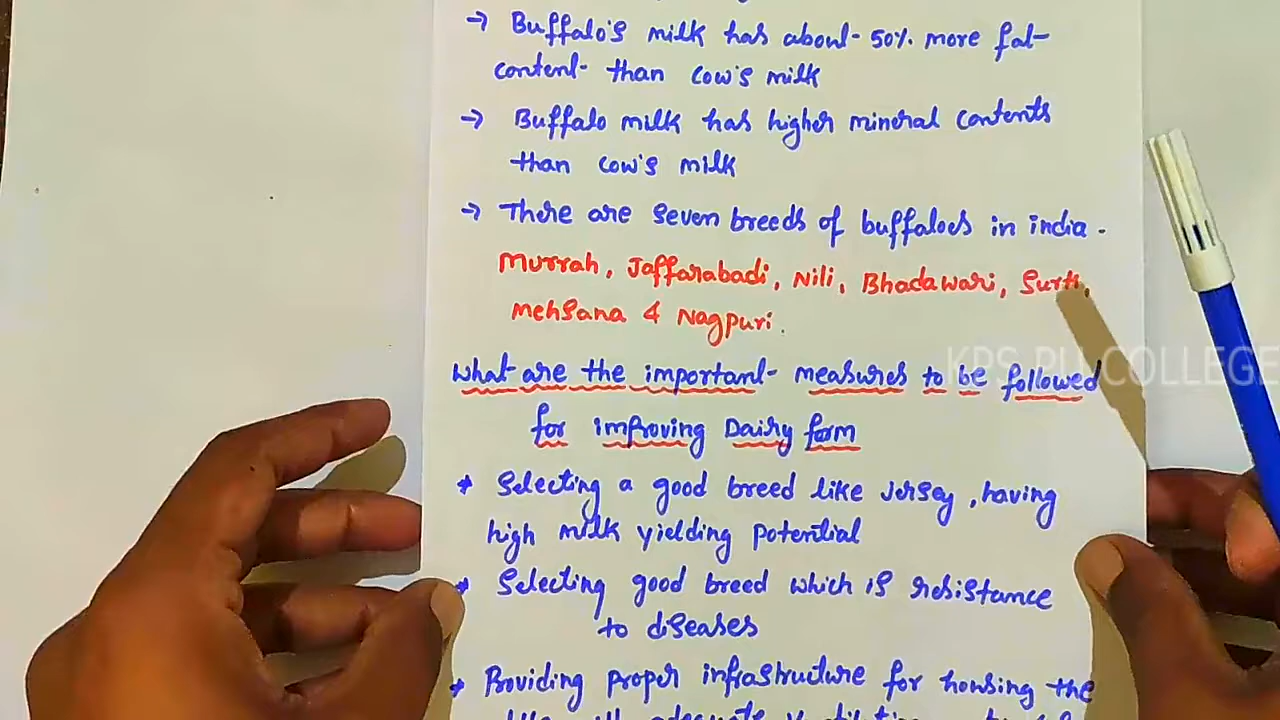 → Buffalo's milk has about 50% more fat
content than cow's milk
→ Buffalo milk has higher mineral contents
than cow's milk
→ There are seven breeds of buffaloes in india.
Murrah, Jaffarabadi, Nili, Bhadawari, Surti,
Mehsana & Nagpuri.
KPS PU COLLEGE
What are the important measures to be followed
for improving Dairy farm
* Selecting a good breed like Jersey, having
high milk yielding potential
* Selecting good breed which is resistance
to diseases
* Providing proper infrastructure for housing the